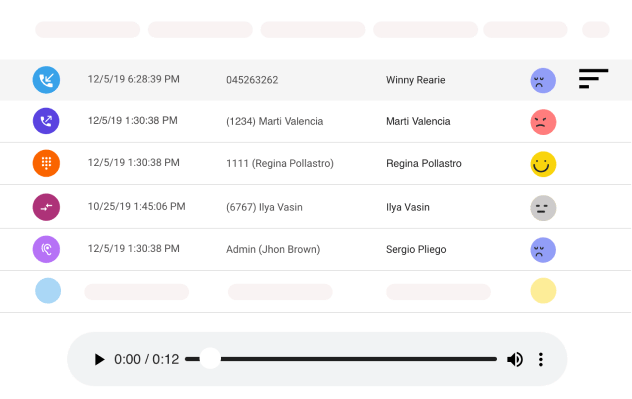 12/5/19 6:28:39 PM 045263262 Winny Rearie
12/5/19 1:30:38 PM (1234) Marti Valencia Marti Valencia
12/5/19 1:30:38 PM 1111 (Regina Pollastro) Regina Pollastro
10/25/19 1:45:06 PM (6767) Ilya Vasin Ilya Vasin
12/5/19 1:30:38 PM Admin (Jhon Brown) Sergio Pliego
0:00 / 0:12